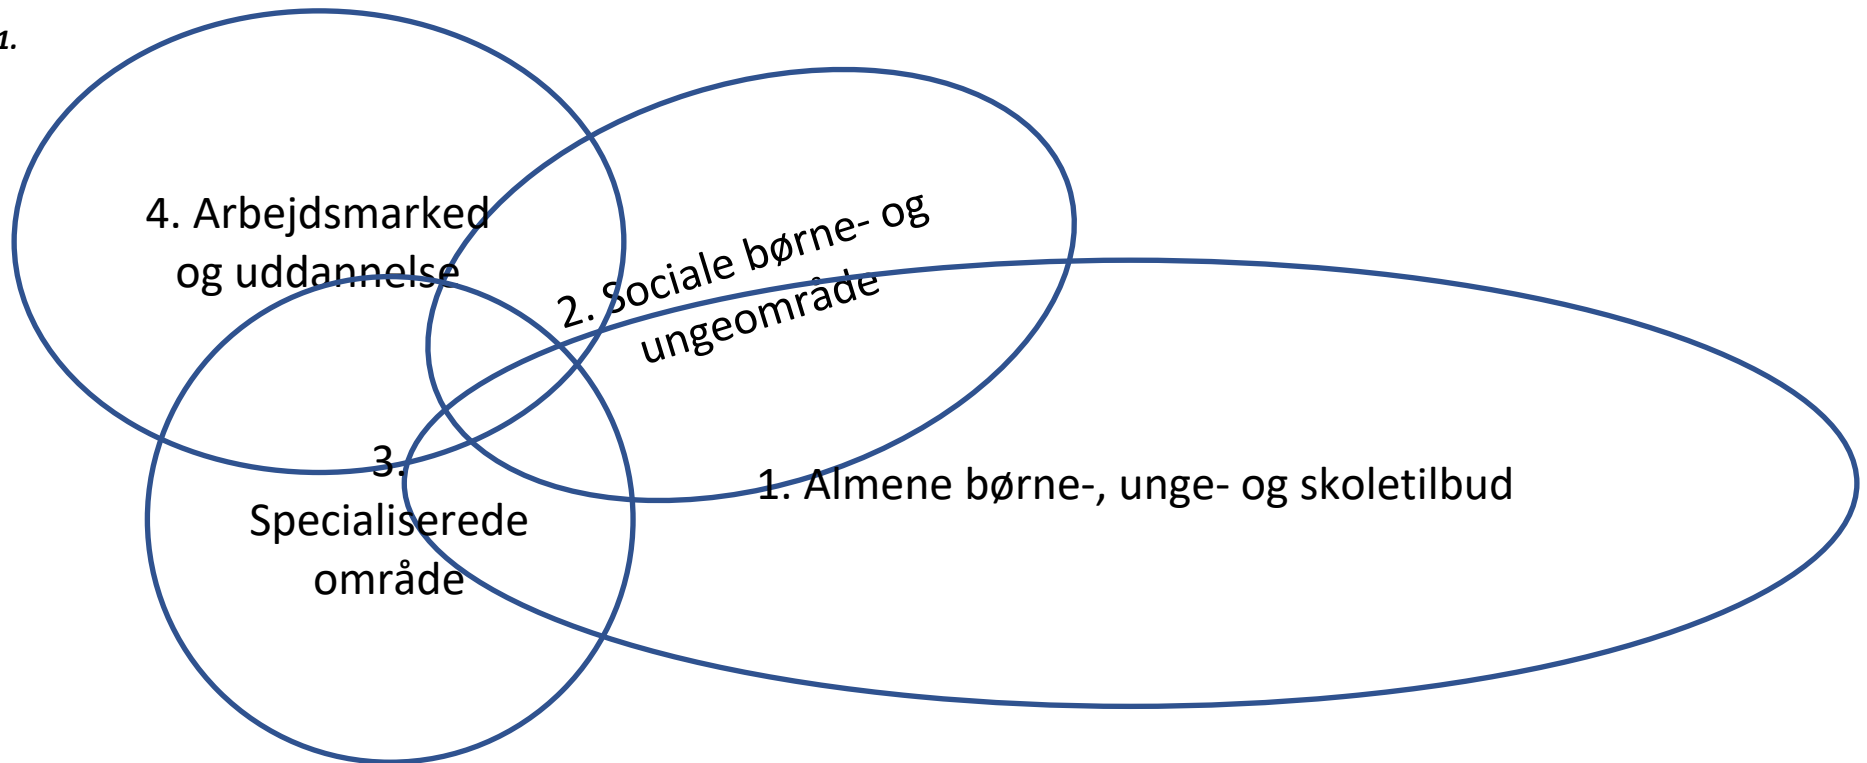 1.
4. Arbejdsmarked
og uddannelse
2. Sociale børne- og
ungeområde
3.
Specialiserede
område
1. Almene børne-, unge- og skoletilbud